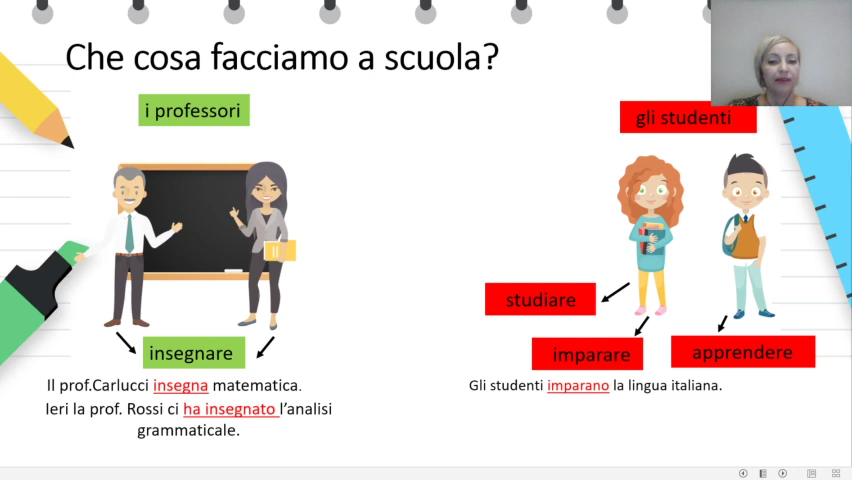 Che cosa facciamo a scuola?
i professori
gli studenti
studiare
insegnare
imparare
apprendere
Il prof.Carlucci insegna matematica.
Ieri la prof. Rossi ci ha insegnato l'analisi
grammaticale.
Gli studenti imparano la lingua italiana.